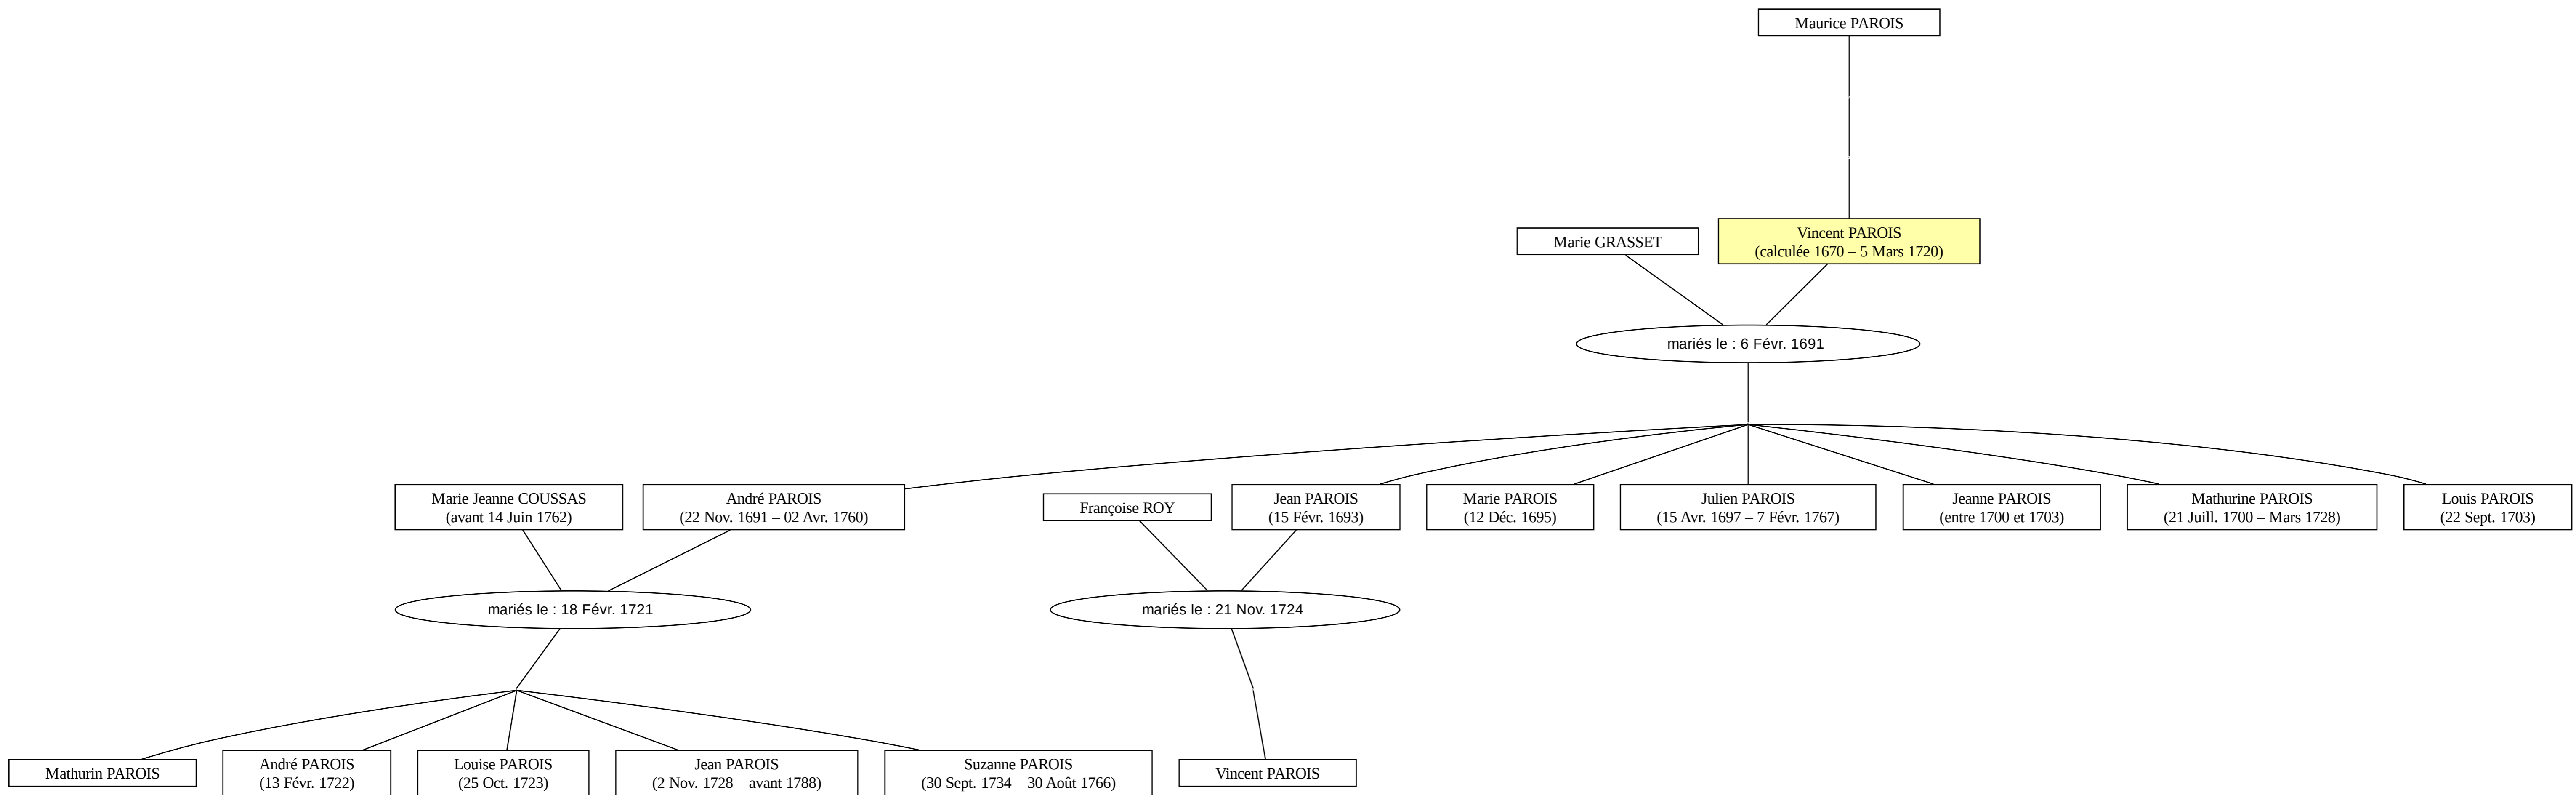 Maurice PAROIS
Marie GRASSET
Vincent PAROIS
(calculée 1670 – 5 Mars 1720)
mariés le : 6 Févr. 1691
Marie Jeanne COUSSAS
(avant 14 Juin 1762)
André PAROIS
(22 Nov. 1691 – 02 Avr. 1760)
Françoise ROY
Jean PAROIS
(15 Févr. 1693)
Marie PAROIS
(12 Déc. 1695)
Julien PAROIS
(15 Avr. 1697 – 7 Févr. 1767)
Jeanne PAROIS
(entre 1700 et 1703)
Mathurine PAROIS
(21 Juill. 1700 – Mars 1728)
Louis PAROIS
(22 Sept. 1703)
mariés le : 18 Févr. 1721
mariés le : 21 Nov. 1724
Mathurin PAROIS
André PAROIS
(13 Févr. 1722)
Louise PAROIS
(25 Oct. 1723)
Jean PAROIS
(2 Nov. 1728 – avant 1788)
Suzanne PAROIS
(30 Sept. 1734 – 30 Août 1766)
Vincent PAROIS